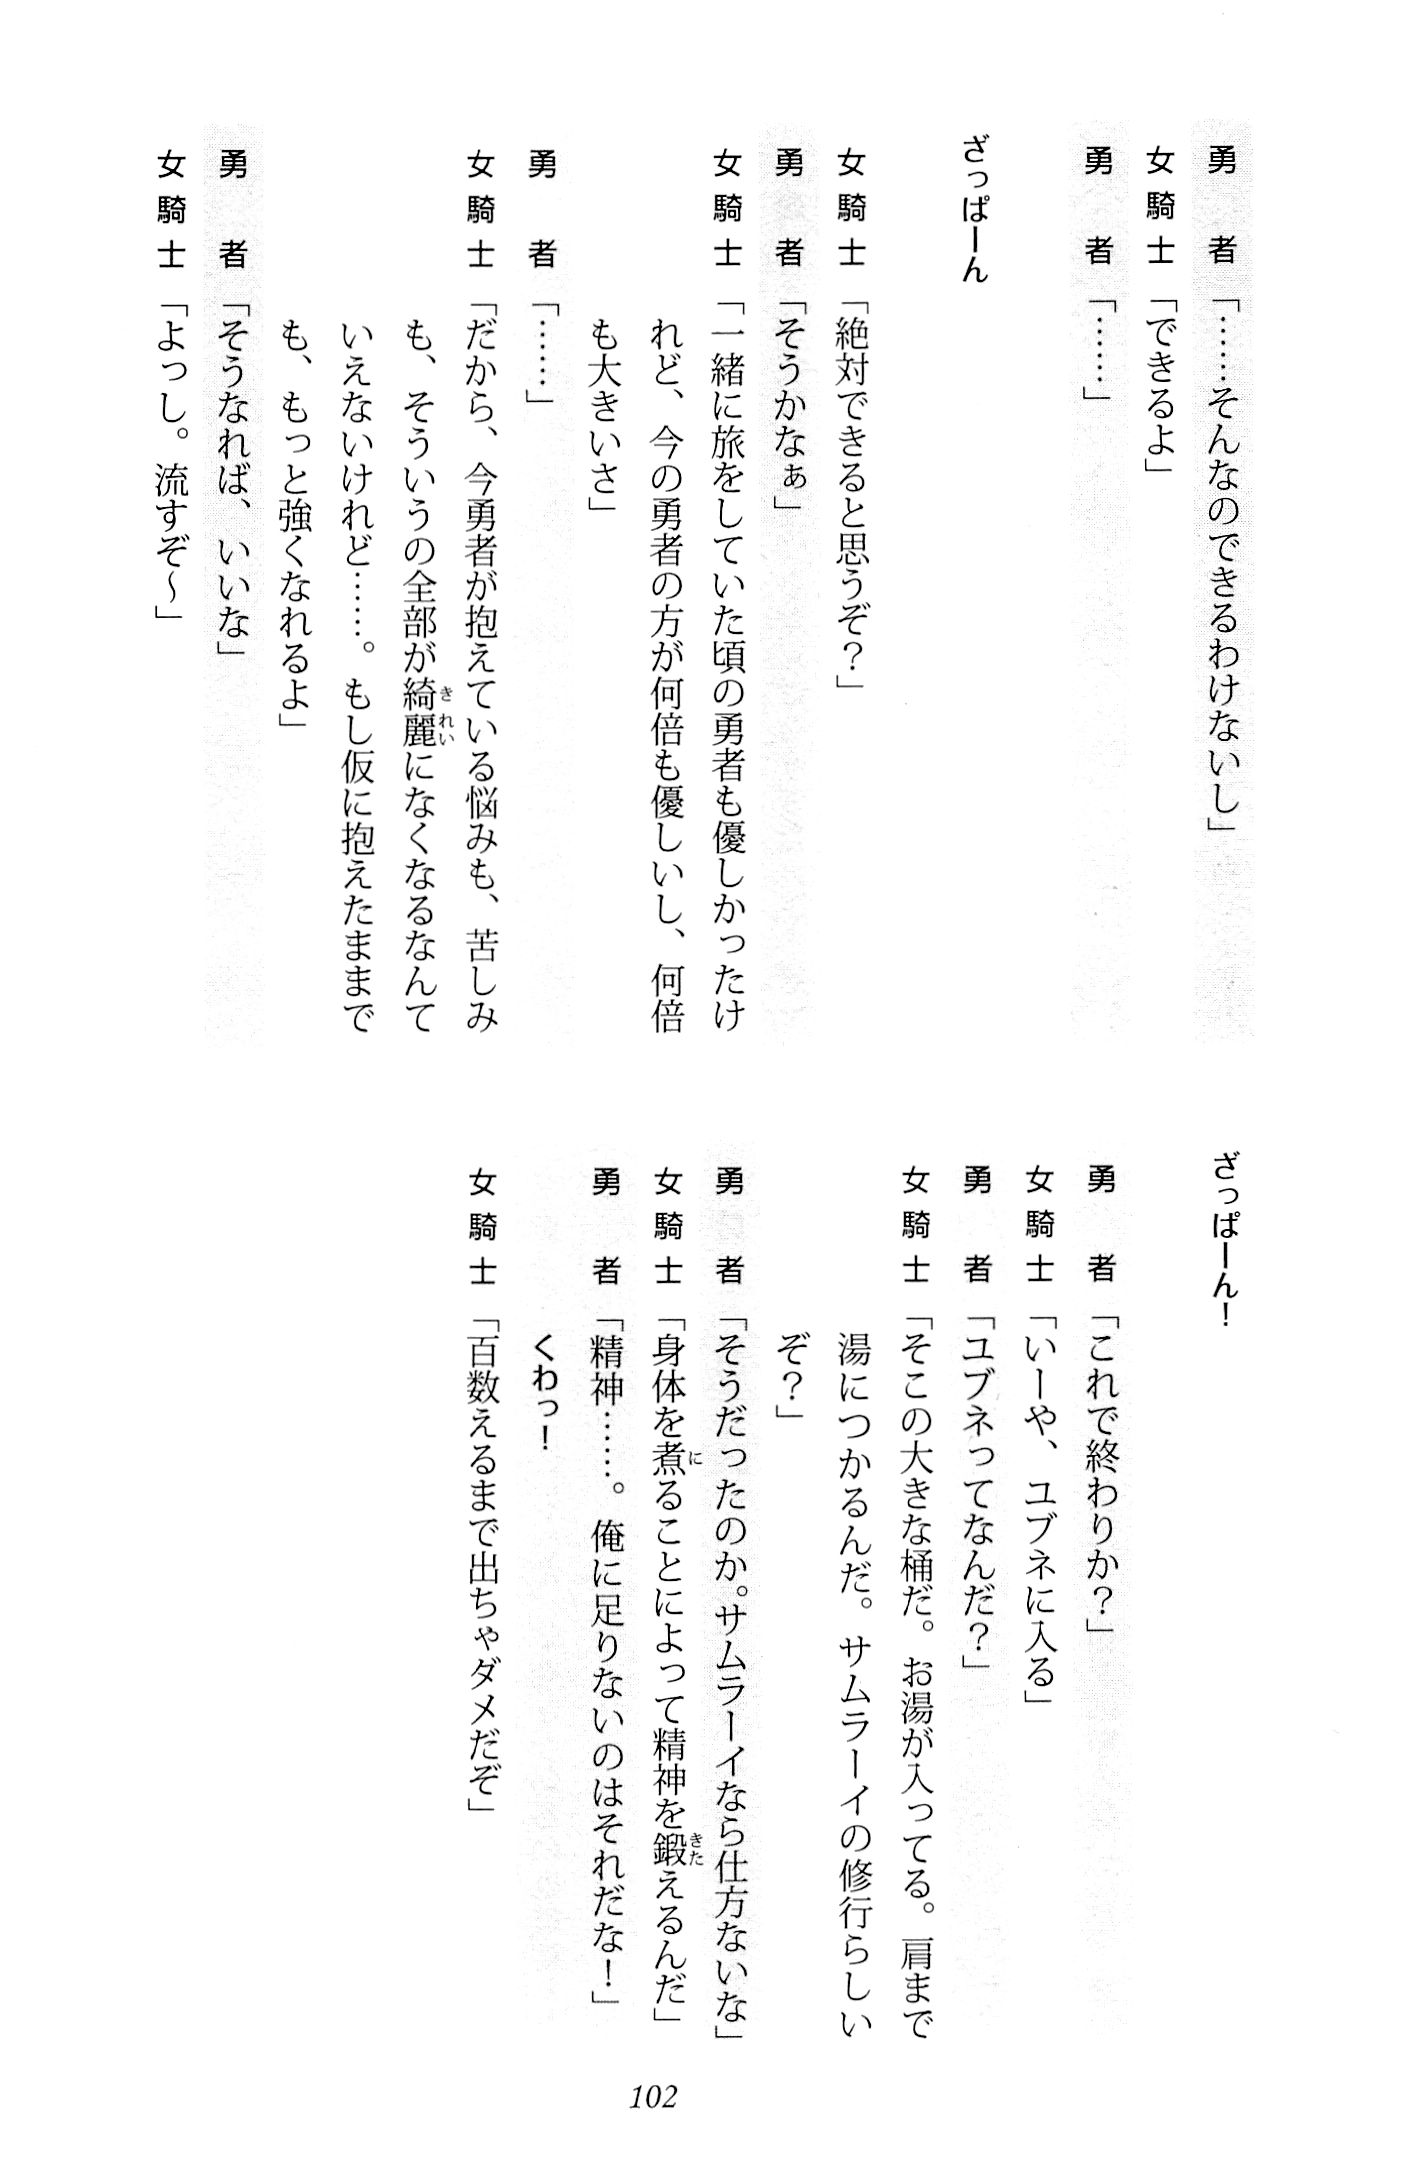 勇者「……そんなのできるわけないし」
女騎士「できるよ」
勇者「……」
ざっぱーん
女騎士「絶対できると思うぞ？」
勇者「そうかなぁ」
女騎士「一緒に旅をしていた頃の勇者も優しかったけ
れど、今の勇者の方が何倍も優しいし、何倍
も大きいさ」
勇者「……」
女騎士「だから、今勇者が抱えている悩みも、苦しみ
も、そういうの全部が綺麗になくなるなんて
いえないけれど……。もし仮に抱えたままで
も、もっと強くなれるよ」
勇者「そうなれば、いいな」
女騎士「よっし。流すぞ～」
ざっぱーん！
勇者「これで終わりか？」
女騎士「いーや、ユブネに入る」
勇者「ユブネってなんだ？」
女騎士「そこの大きな桶だ。お湯が入ってる。肩まで
湯につかるんだ。サムラーイの修行らしい
ぞ？」
勇者「そうだったのか。サムラーイなら仕方ないな」
女騎士「身体を煮ることによって精神を鍛えるんだ」
勇者「精神……。俺に足りないのはそれだな！」
くわっ！
女騎士「百数えるまで出ちゃダメだぞ」
102